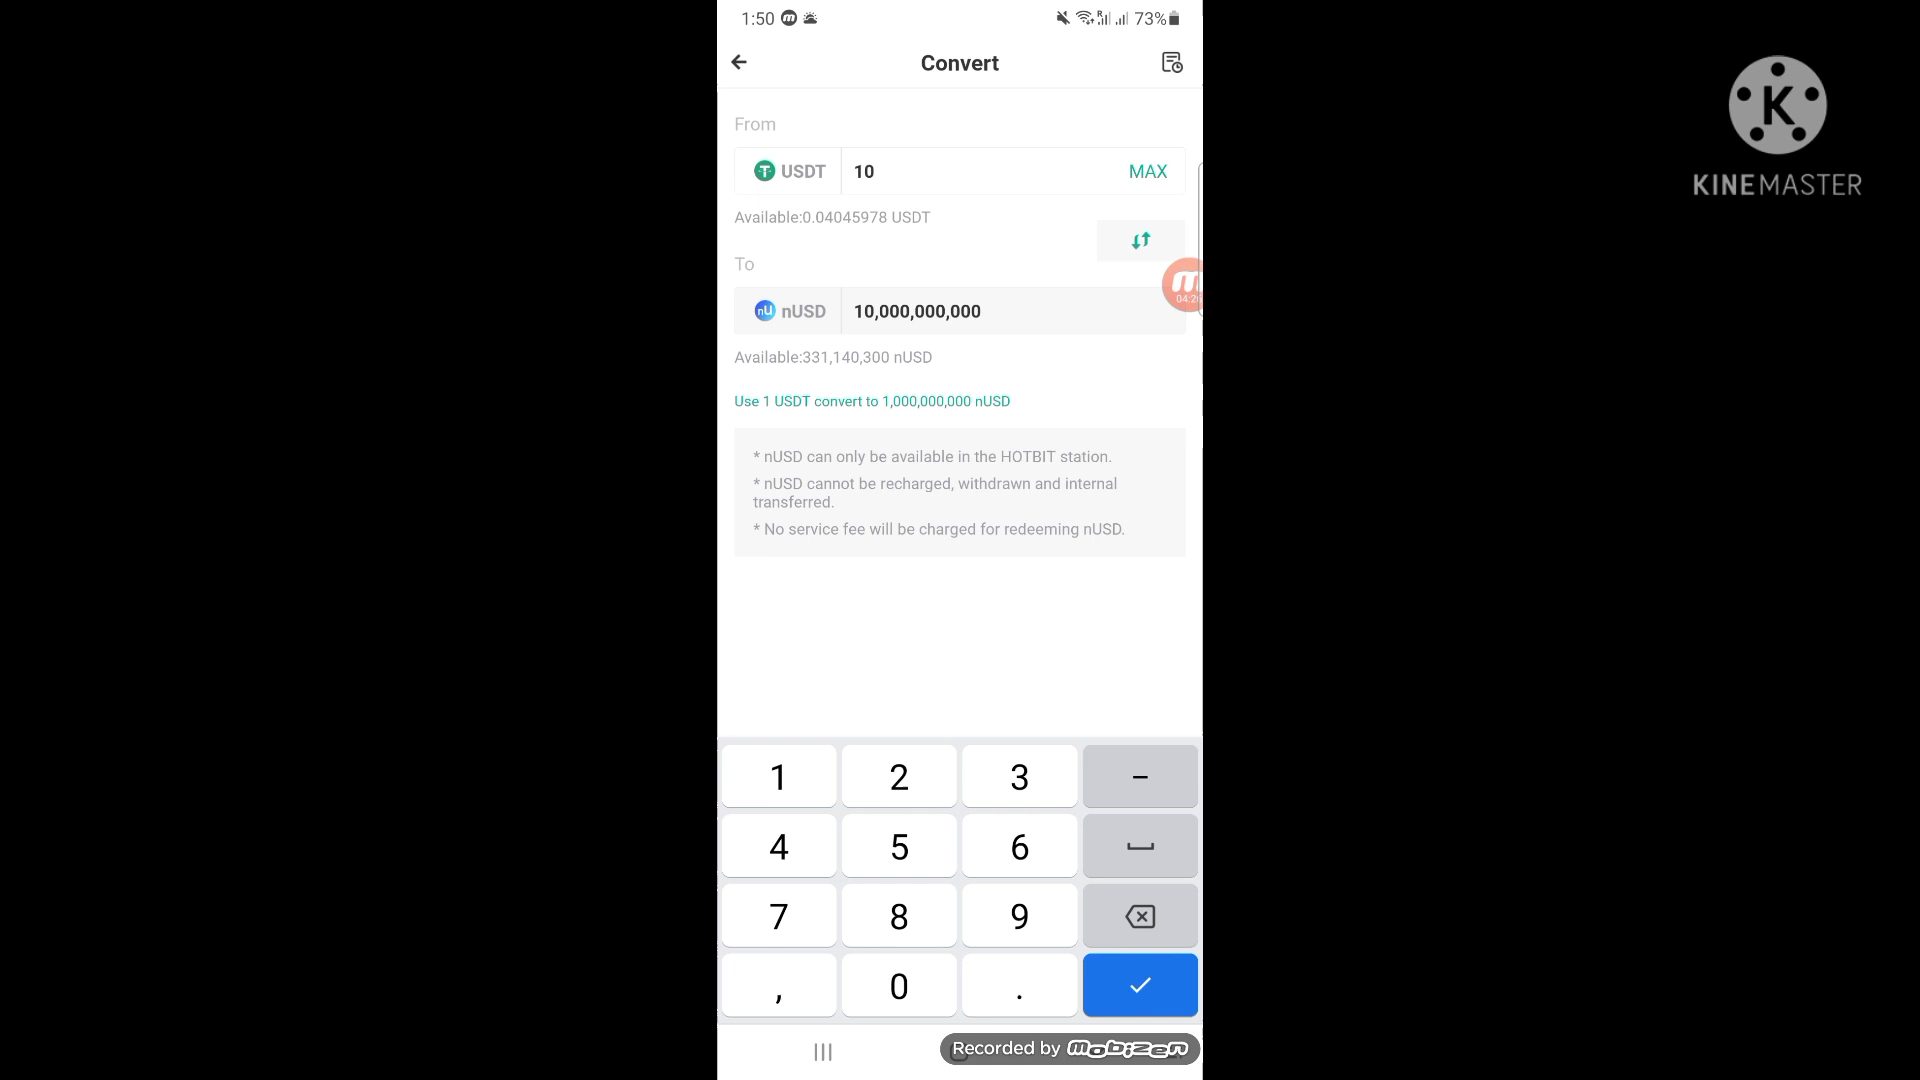 1:50
73%
Convert
From
USDT 10 MAX
Available:0.04045978 USDT
To
nU nUSD 10,000,000,000
Available:331,140,300 nUSD
Use 1 USDT convert to 1,000,000,000 nUSD
* nUSD can only be available in the HOTBIT station.
* nUSD cannot be recharged, withdrawn and internal
transferred.
* No service fee will be charged for redeeming nUSD.
1 2 3 −
4 5 6
7 8 9
, 0 .
Recorded by mobizen
K
KINEMASTER